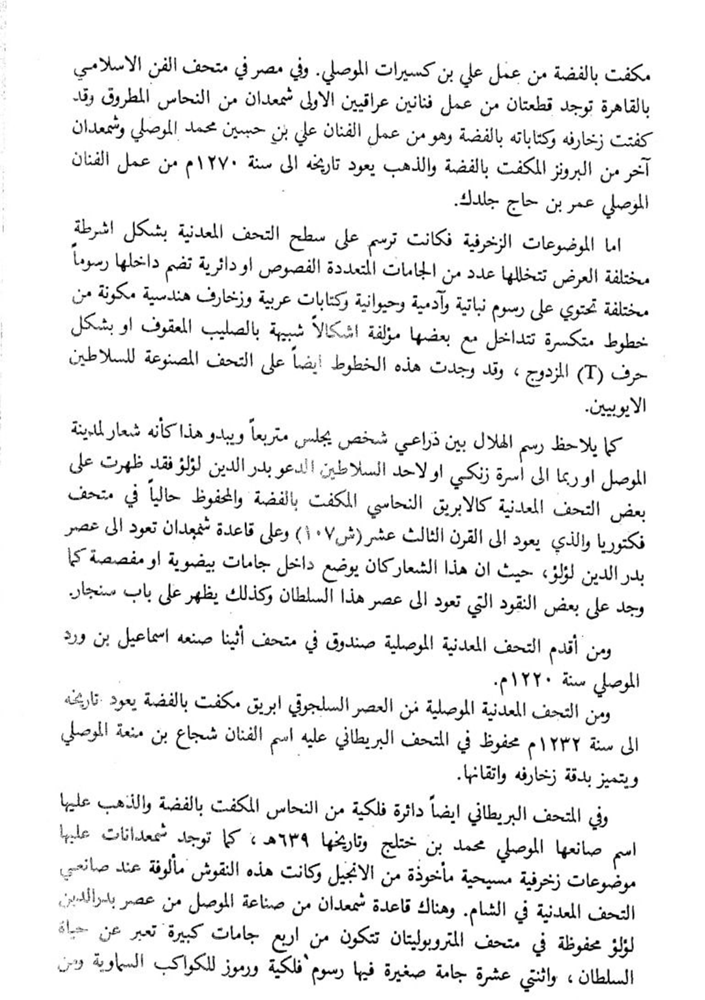 مكفت بالفضة من عمل علي بن كسيرات الموصلي. وفي مصر في متحف الفن الاسلامي
بالقاهرة توجد قطعتان من عمل فنانين عراقيين الاولى شمعدان من النحاس المطروق وقد
كفتت زخارفه وكتاباته بالفضة وهو من عمل الفنان علي بن حسين محمد الموصلي وشمعدان
آخر من البرونز المكفت بالفضة والذهب يعود تاريخه الى سنة ١٢٧٠م من عمل الفنان
الموصلي عمر بن حاج جلدك.
اما الموضوعات الزخرفية فكانت ترسم على سطح التحف المعدنية بشكل اشرطة
مختلفة العرض تتخللها عدد من الجامات المتعددة الفصوص او دائرية تضم داخلها رسوماً
مختلفة تحتوي على رسوم نباتية وآدمية وحيوانية وكتابات عربية وزخارف هندسية مكونة من
خطوط متكسرة تتداخل مع بعضها مؤلفة اشكالاً شبيهة بالصليب المعقوف او بشكل
حرف (T) المزدوج ، وقد وجدت هذه الخطوط ايضاً على التحف المصنوعة للسلاطين
الايوبيين.
كما يلاحظ رسم الهلال بين ذراعي شخص يجلس متربعاً ويبدو هذا كأنه شعار لمدينة
الموصل او ربما الى اسرة زنكي او لاحد السلاطين الدعو بدر الدين لؤلؤ فقد ظهرت على
بعض التحف المعدنية كالابريق النحاسي المكفت بالفضة والمحفوظ حالياً في متحف
فكتوريا والذي يعود الى القرن الثالث عشر (ش١٠٧) وعلى قاعدة شمعدان تعود الى عصر
بدر الدين لؤلؤ، حيث ان هذا الشعار كان يوضع داخل جامات بيضوية او مفصصة كما
وجد على بعض النقود التي تعود الى عصر هذا السلطان وكذلك يظهر على باب سنجار.
ومن أقدم التحف المعدنية الموصلية صندوق في متحف أثينا صنعه اسماعيل بن ورد
الموصلي سنة ١٢٢٠م.
ومن التحف المعدنية الموصلية من العصر السلجوقي ابريق مكفت بالفضة يعود تاريخه
الى سنة ١٢٣٢م محفوظ في المتحف البريطاني عليه اسم الفنان شجاع بن منعة الموصلي
ويتميز بدقة زخارفه واتقانها.
وفي المتحف البريطاني ايضاً دائرة فلكية من النحاس المكفت بالفضة والذهب عليها
اسم صانعها الموصلي محمد بن ختلج وتاريخها ٦٣٩هـ ، كما توجد شمعدانات عليها
موضوعات زخرفية مسيحية مأخوذة من الانجيل وكانت هذه النقوش مألوفة عند صانعي
التحف المعدنية في الشام. وهناك قاعدة شمعدان من صناعة الموصل من عصر بدرالدين
لؤلؤ محفوظة في متحف المتروبوليتان تتكون من اربع جامات كبيرة تعبر عن حياة
السلطان ، واثنتي عشرة جامة صغيرة فيها رسوم فلكية ورموز للكواكب السماوية ومن